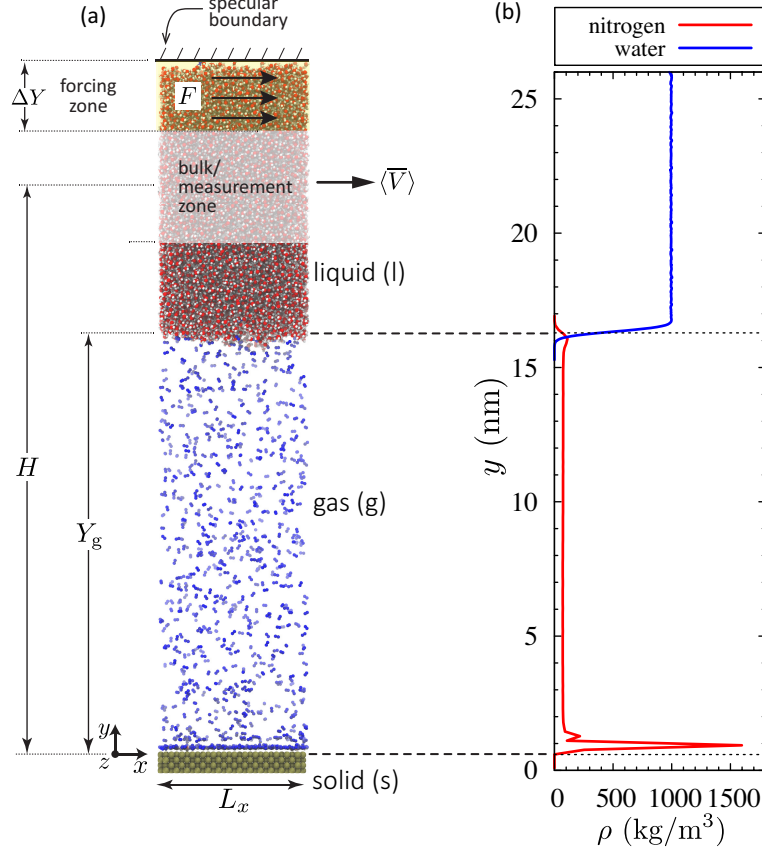 (a)
specular
boundary
forcing
zone
ΔY
F
bulk/
measurement
zone
⟨V̅⟩
liquid (l)
H
Y_g
gas (g)
y
z
x
solid (s)
L_x
(b)
nitrogen
water
25
20
15
10
5
0
y (nm)
0
500
1000
1500
ρ (kg/m³)